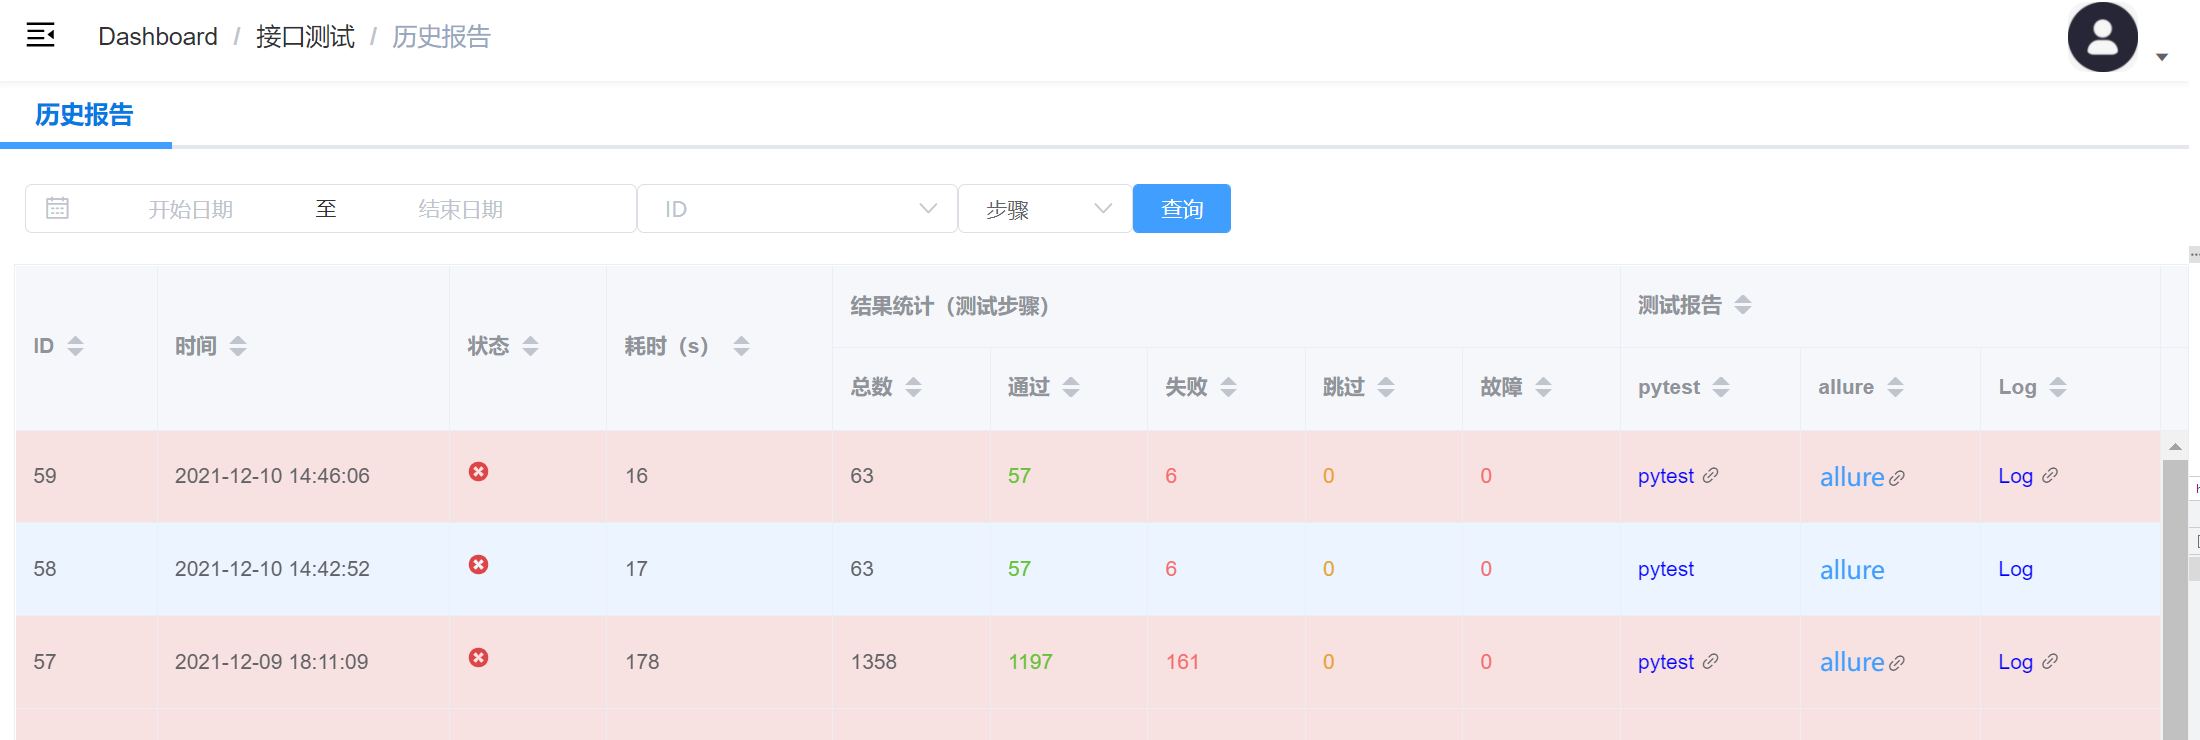 Dashboard / 接口测试 / 历史报告
历史报告
开始日期 至 结束日期 ID 步骤 查询
结果统计（测试步骤） 测试报告
ID 时间 状态 耗时（s）
总数 通过 失败 跳过 故障 pytest allure Log
59 2021-12-10 14:46:06 16 63 57 6 0 0 pytest allure Log
58 2021-12-10 14:42:52 17 63 57 6 0 0 pytest allure Log
57 2021-12-09 18:11:09 178 1358 1197 161 0 0 pytest allure Log